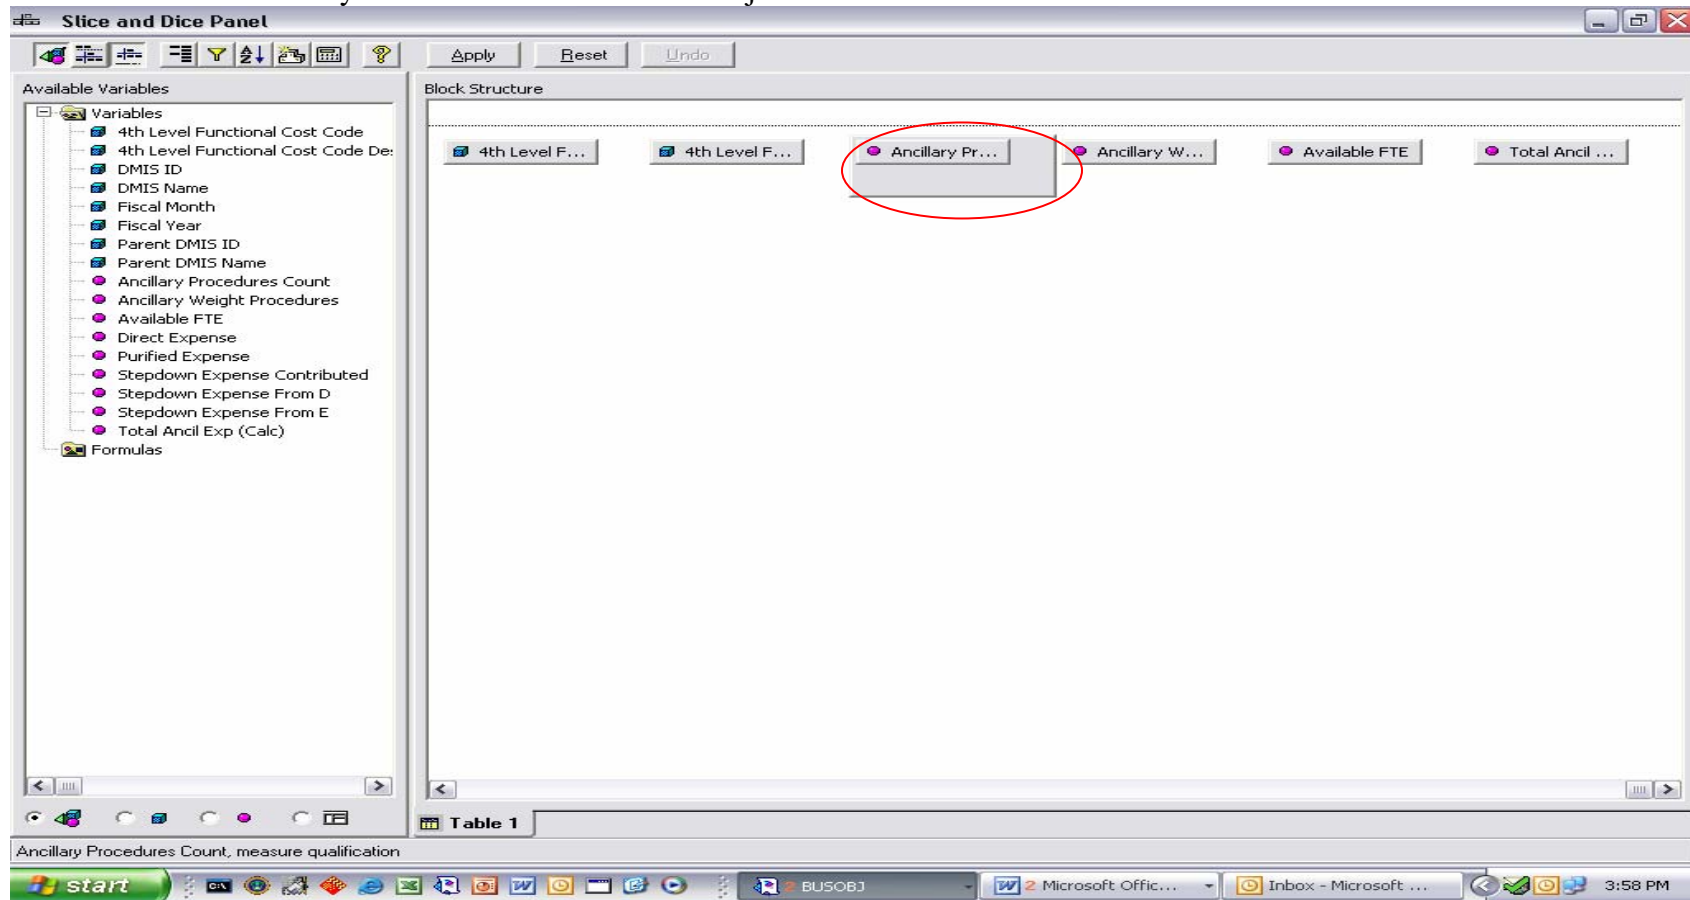 Slice and Dice Panel
Apply Reset Undo
Available Variables
Variables
4th Level Functional Cost Code
4th Level Functional Cost Code De
DMIS ID
DMIS Name
Fiscal Month
Fiscal Year
Parent DMIS ID
Parent DMIS Name
Ancillary Procedures Count
Ancillary Weight Procedures
Available FTE
Direct Expense
Purified Expense
Stepdown Expense Contributed
Stepdown Expense From D
Stepdown Expense From E
Total Ancil Exp (Calc)
Formulas
Block Structure
4th Level F... 4th Level F... Ancillary Pr... Ancillary W... Available FTE Total Ancil ...
Table 1
Ancillary Procedures Count, measure qualification
start 2 BUSOBJ 2 Microsoft Offic... Inbox - Microsoft ... 3:58 PM